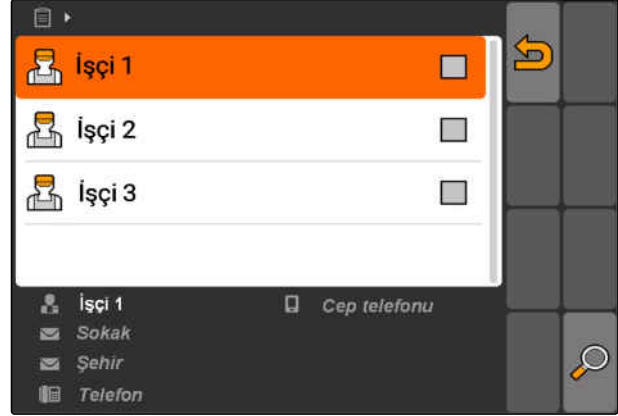 İşçi 1
İşçi 2
İşçi 3
İşçi 1 Cep telefonu
Sokak
Şehir
Telefon